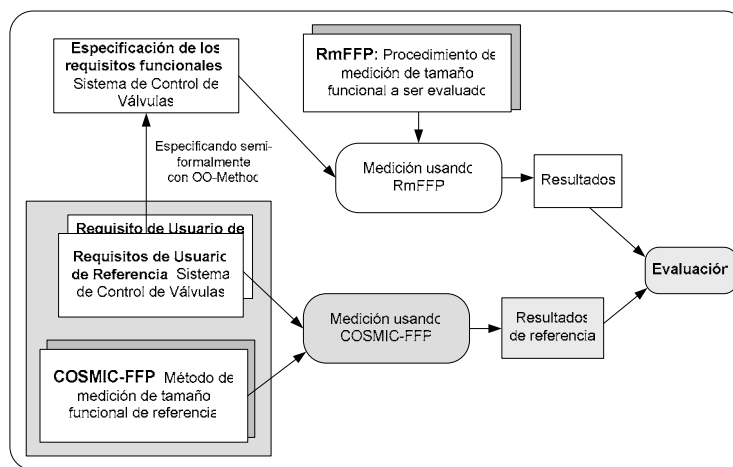 Especificación de los
requisitos funcionales
Sistema de Control de
Válvulas
RmFFP: Procedimiento de
medición de tamaño
funcional a ser evaluado
Especificando semi-
formalmente
con OO-Method
Medición usando
RmFFP
Resultados
Requisito de Usuario de
Requisitos de Usuario
de Referencia Sistema
de Control de Válvulas
Evaluación
Medición usando
COSMIC-FFP
Resultados
de referencia
COSMIC-FFP Método de
medición de tamaño
funcional de referencia